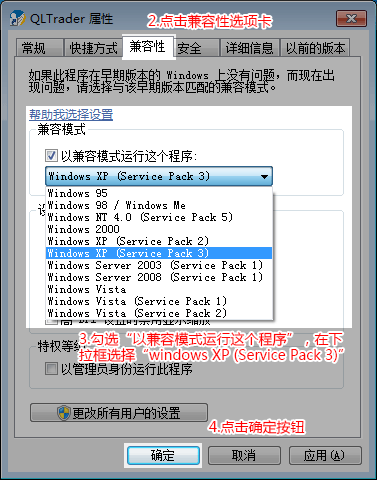 QLTrader 属性
2.点击兼容性选项卡
常规 快捷方式 兼容性 安全 详细信息 以前的版本
如果此程序在早期版本的 Windows 上没有问题，而现在出
现问题，请选择与该早期版本匹配的兼容模式。
帮助我选择设置
兼容模式
以兼容模式运行这个程序:
Windows XP (Service Pack 3)
Windows 95
Windows 98 / Windows Me
Windows NT 4.0 (Service Pack 5)
Windows 2000
Windows XP (Service Pack 2)
Windows XP (Service Pack 3)
Windows Server 2003 (Service Pack 1)
Windows Server 2008 (Service Pack 1)
Windows Vista
Windows Vista (Service Pack 1)
Windows Vista (Service Pack 2)
3.勾选“以兼容模式运行这个程序”，在下
拉框选择“windows XP (Service Pack 3)”
特权等级
以管理员身份运行此程序
更改所有用户的设置
4.点击确定按钮
确定 取消 应用(A)